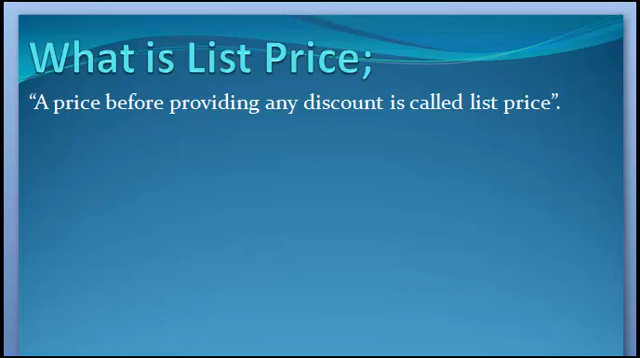 What is List Price;
“A price before providing any discount is called list price”.